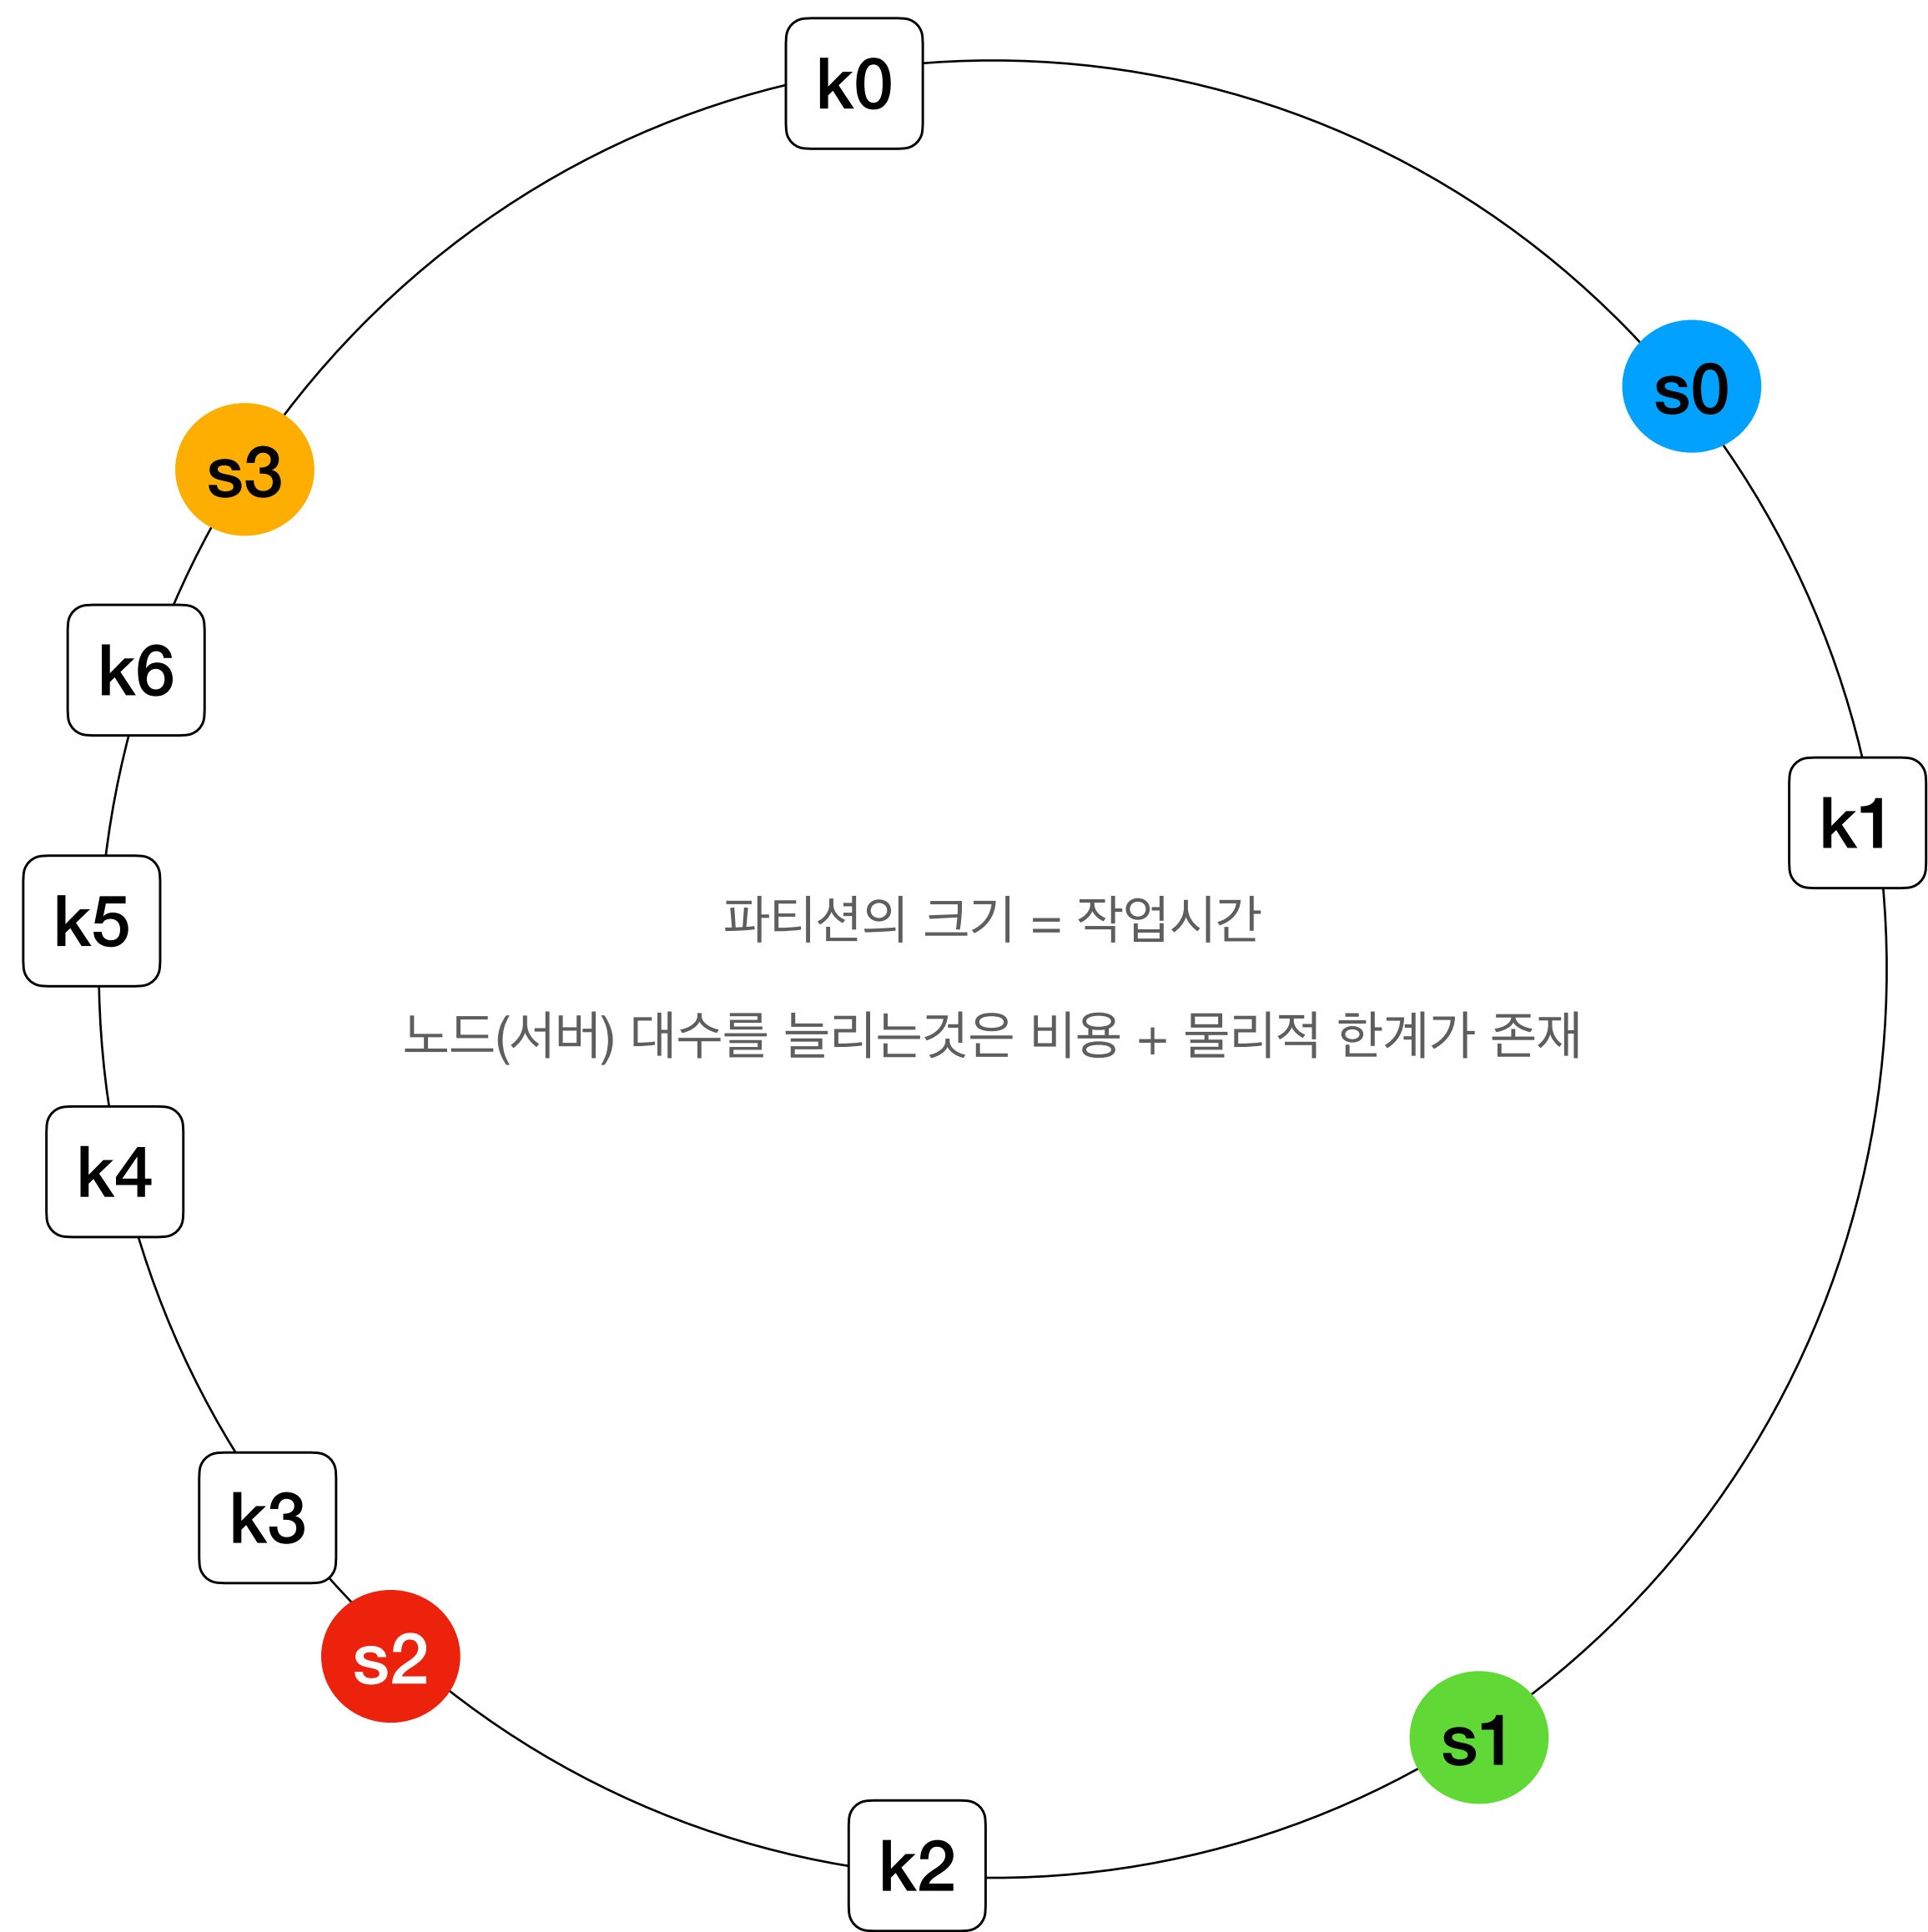 k0
s0
s3
k6
k1
k5
파티션의 크기 = 작업시간
노드(서버) 대수를 늘리는것은 비용 + 물리적 한계가 존재
k4
k3
s2
s1
k2